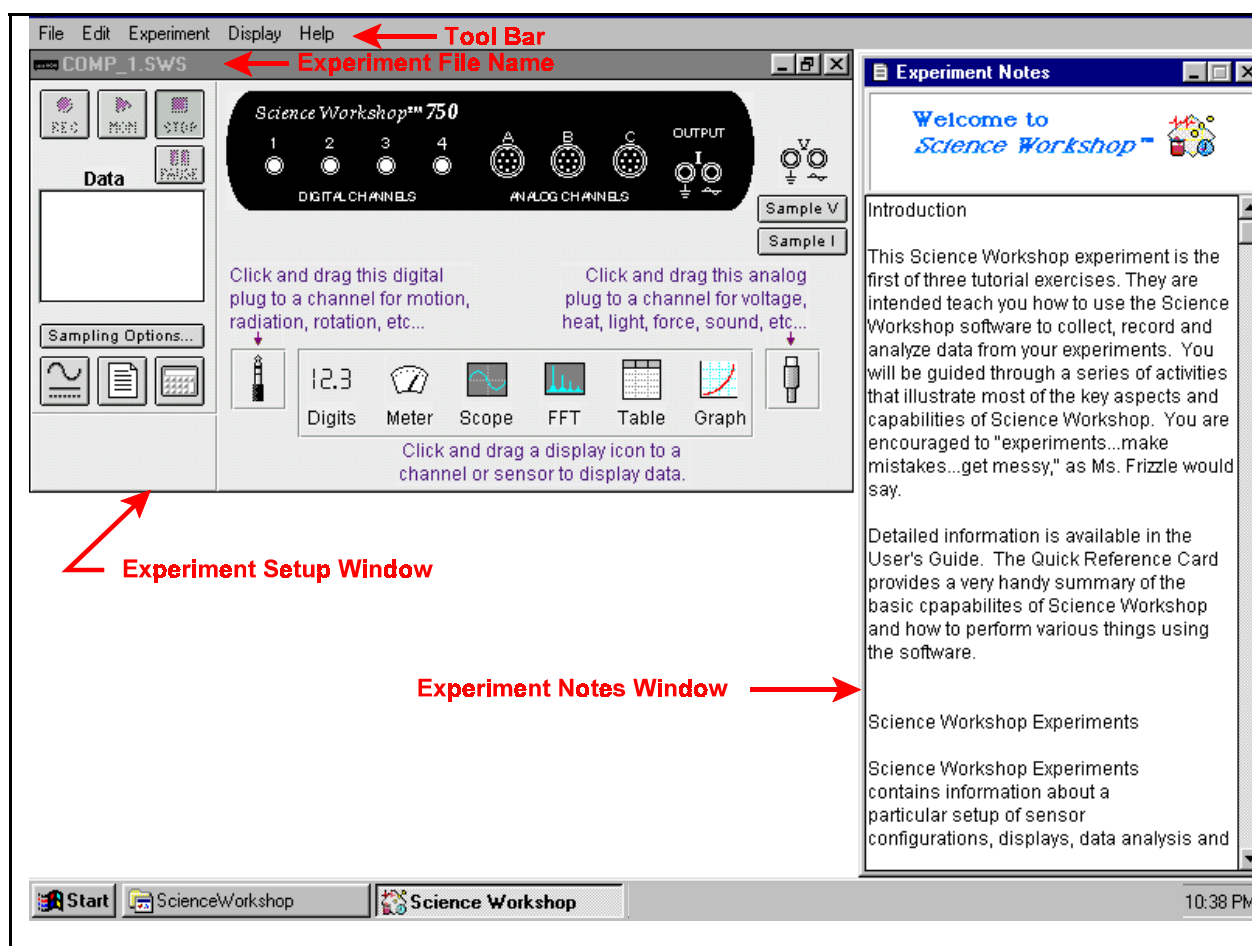 File Edit Experiment Display Help
Tool Bar
COMP_1.SWS
Experiment File Name
REC
MON
STOP
PAUSE
Data
Sampling Options...
Science Workshop™ 750
1 2 3 4
A B C
OUTPUT
I
DIGITAL CHANNELS
ANALOG CHANNELS
V
Sample V
Sample I
Click and drag this digital
plug to a channel for motion,
radiation, rotation, etc...
Click and drag this analog
plug to a channel for voltage,
heat, light, force, sound, etc...
12.3
Digits Meter Scope FFT Table Graph
Click and drag a display icon to a
channel or sensor to display data.
Experiment Setup Window
Experiment Notes Window
Experiment Notes
Welcome to
Science Workshop™
Introduction
This Science Workshop experiment is the
first of three tutorial exercises. They are
intended teach you how to use the Science
Workshop software to collect, record and
analyze data from your experiments. You
will be guided through a series of activities
that illustrate most of the key aspects and
capabilities of Science Workshop. You are
encouraged to "experiments...make
mistakes...get messy," as Ms. Frizzle would
say.
Detailed information is available in the
User's Guide. The Quick Reference Card
provides a very handy summary of the
basic cpapabilites of Science Workshop
and how to perform various things using
the software.
Science Workshop Experiments
Science Workshop Experiments
contains information about a
particular setup of sensor
configurations, displays, data analysis and
Start
ScienceWorkshop
Science Workshop
10:38 PM